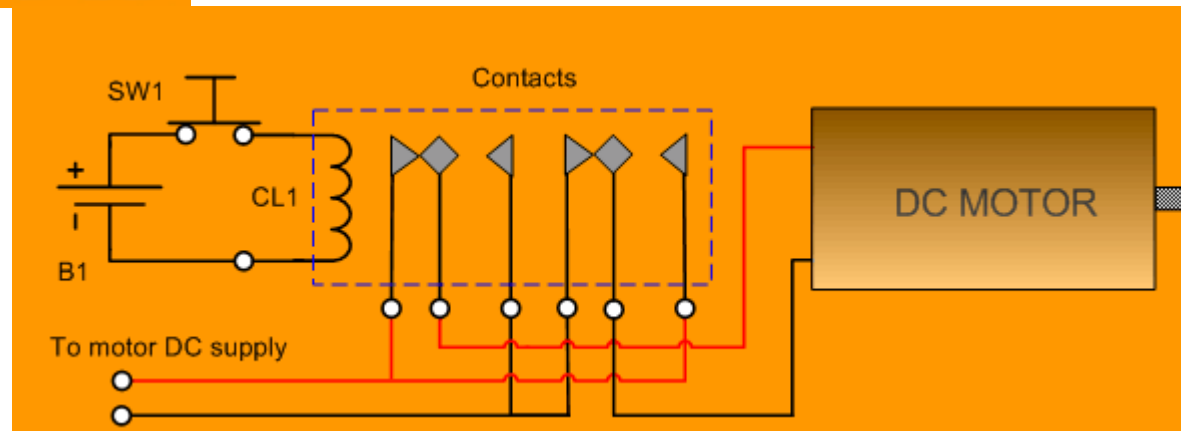 Contacts
SW1
+
CL1
DC MOTOR
−
B1
To motor DC supply